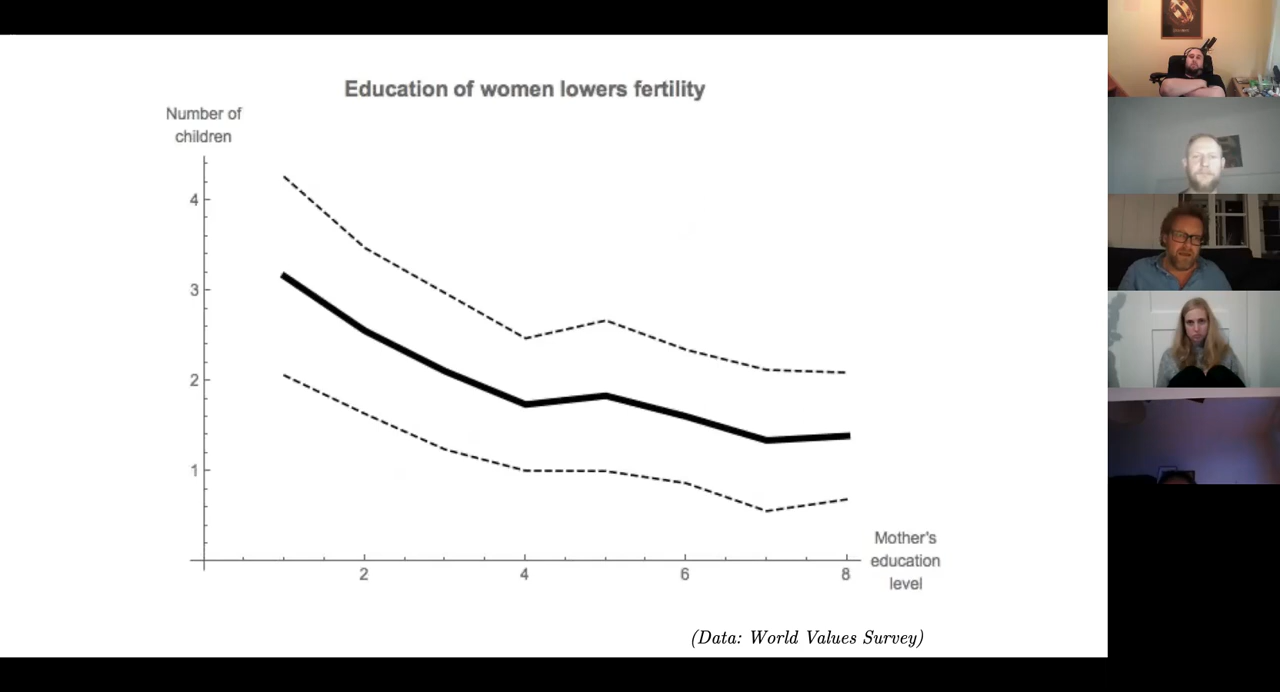 Education of women lowers fertility
Number of
children
4
3
2
1
2
4
6
8
Mother's
education
level
(Data: World Values Survey)